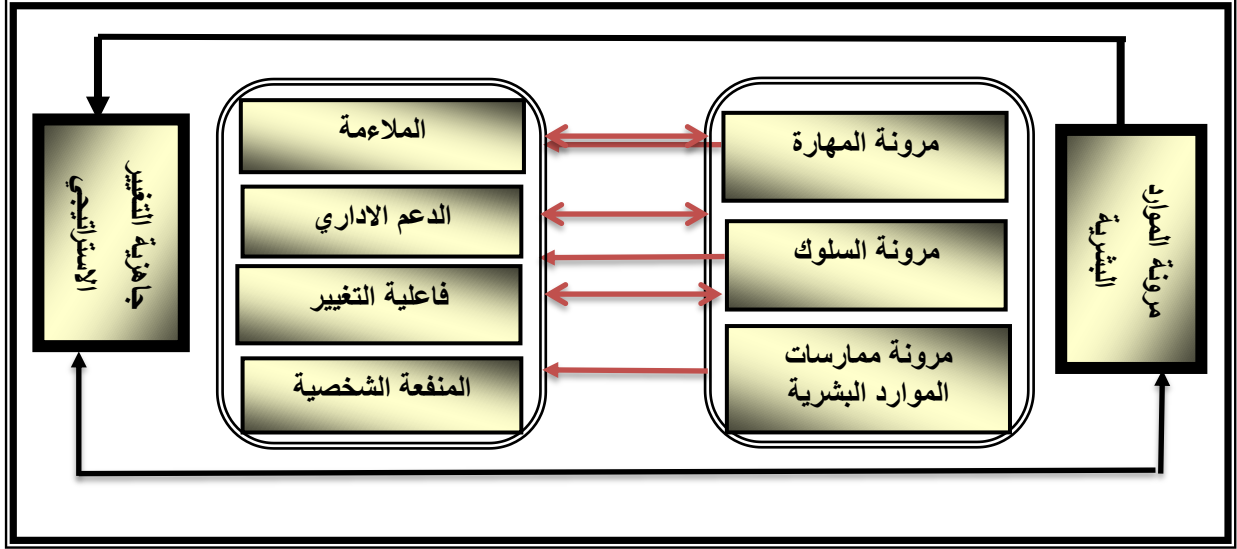 مرونة الموارد
البشرية
مرونة المهارة
مرونة السلوك
مرونة ممارسات
الموارد البشرية
الملاءمة
الدعم الاداري
فاعلية التغيير
المنفعة الشخصية
جاهزية التغيير
الاستراتيجي